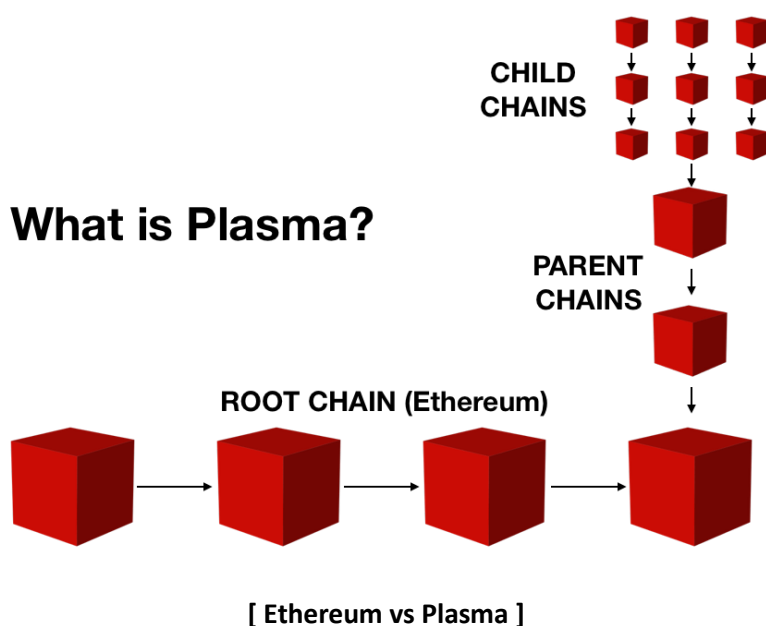 CHILD
CHAINS
What is Plasma?
PARENT
CHAINS
ROOT CHAIN (Ethereum)
[ Ethereum vs Plasma ]